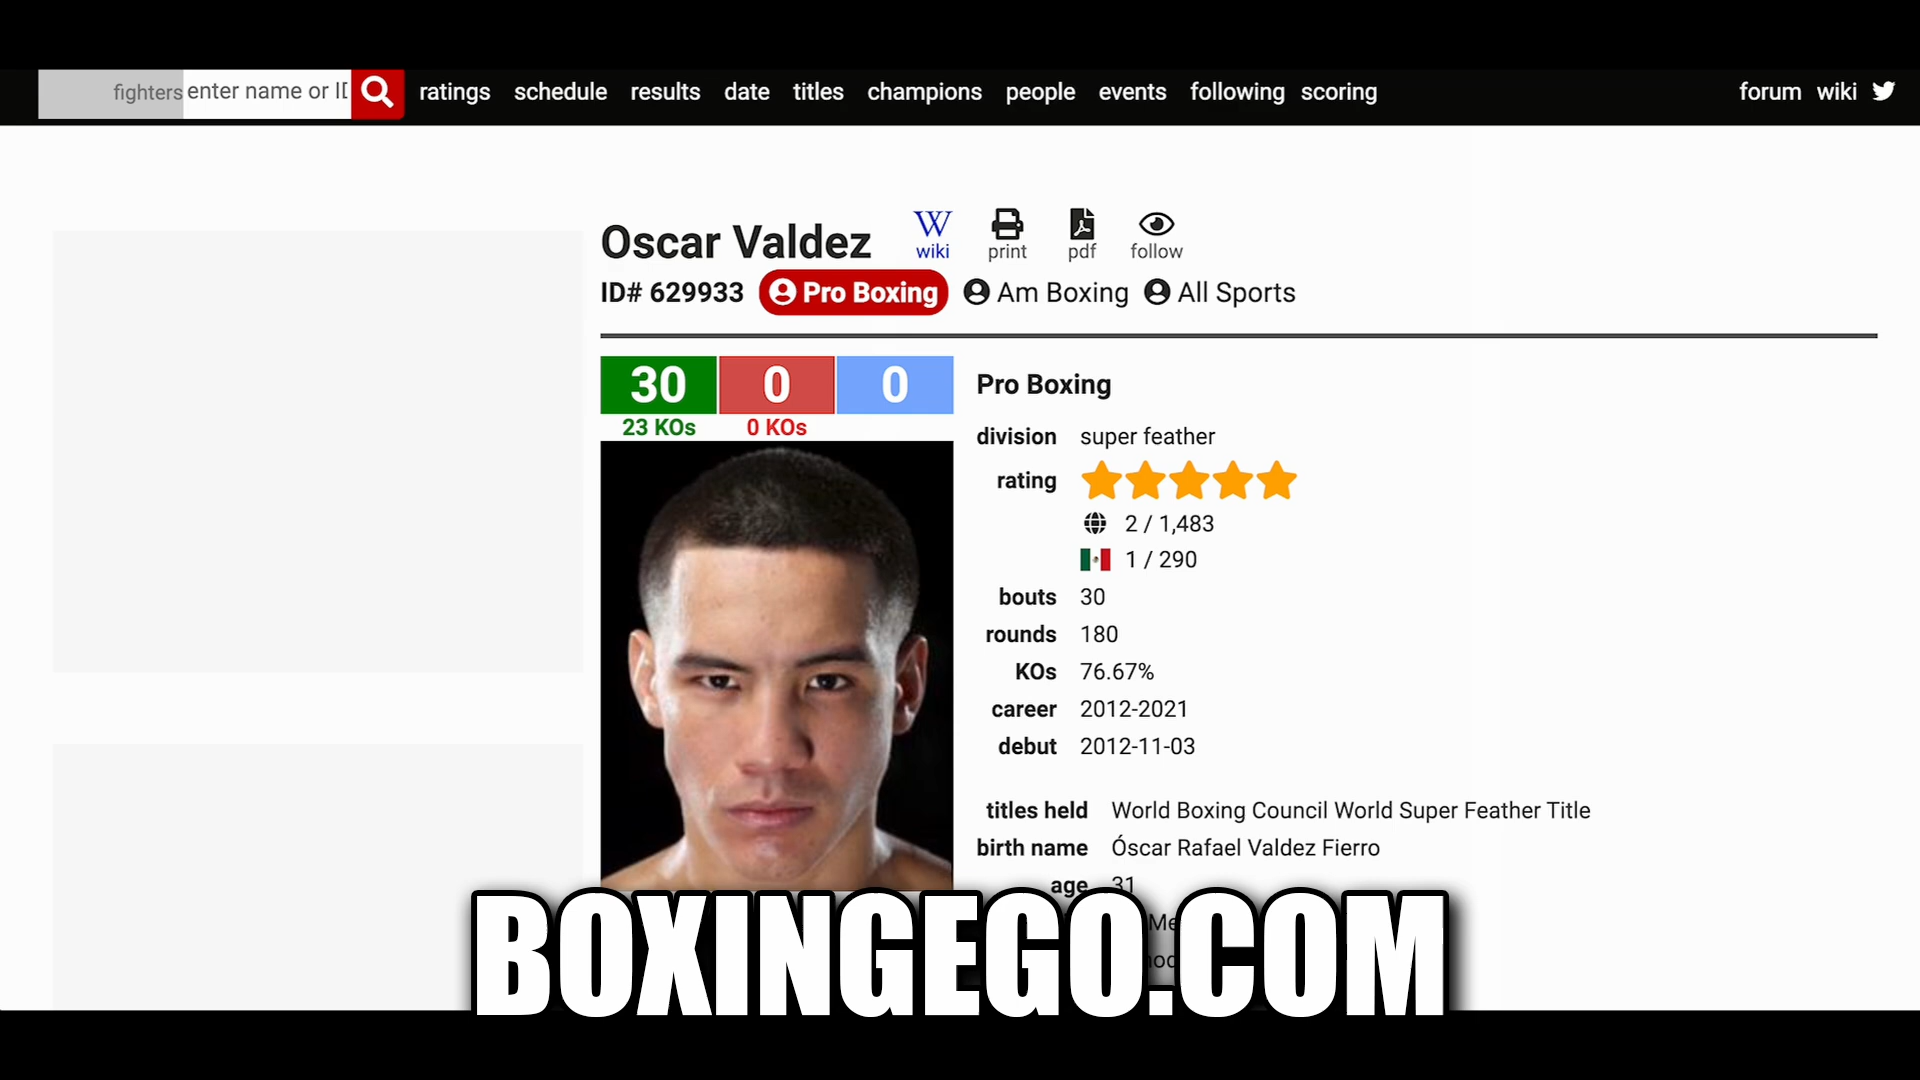 fighters enter name or ID ratings schedule results date titles champions people events following scoring forum wiki
Oscar Valdez
wiki print pdf follow
ID# 629933 Pro Boxing Am Boxing All Sports
30 0 0
23 KOs 0 KOs
Pro Boxing
division super feather
rating
2 / 1,483
1 / 290
bouts 30
rounds 180
KOs 76.67%
career 2012-2021
debut 2012-11-03
titles held World Boxing Council World Super Feather Title
birth name Óscar Rafael Valdez Fierro
age 31
BOXINGEGO.COM